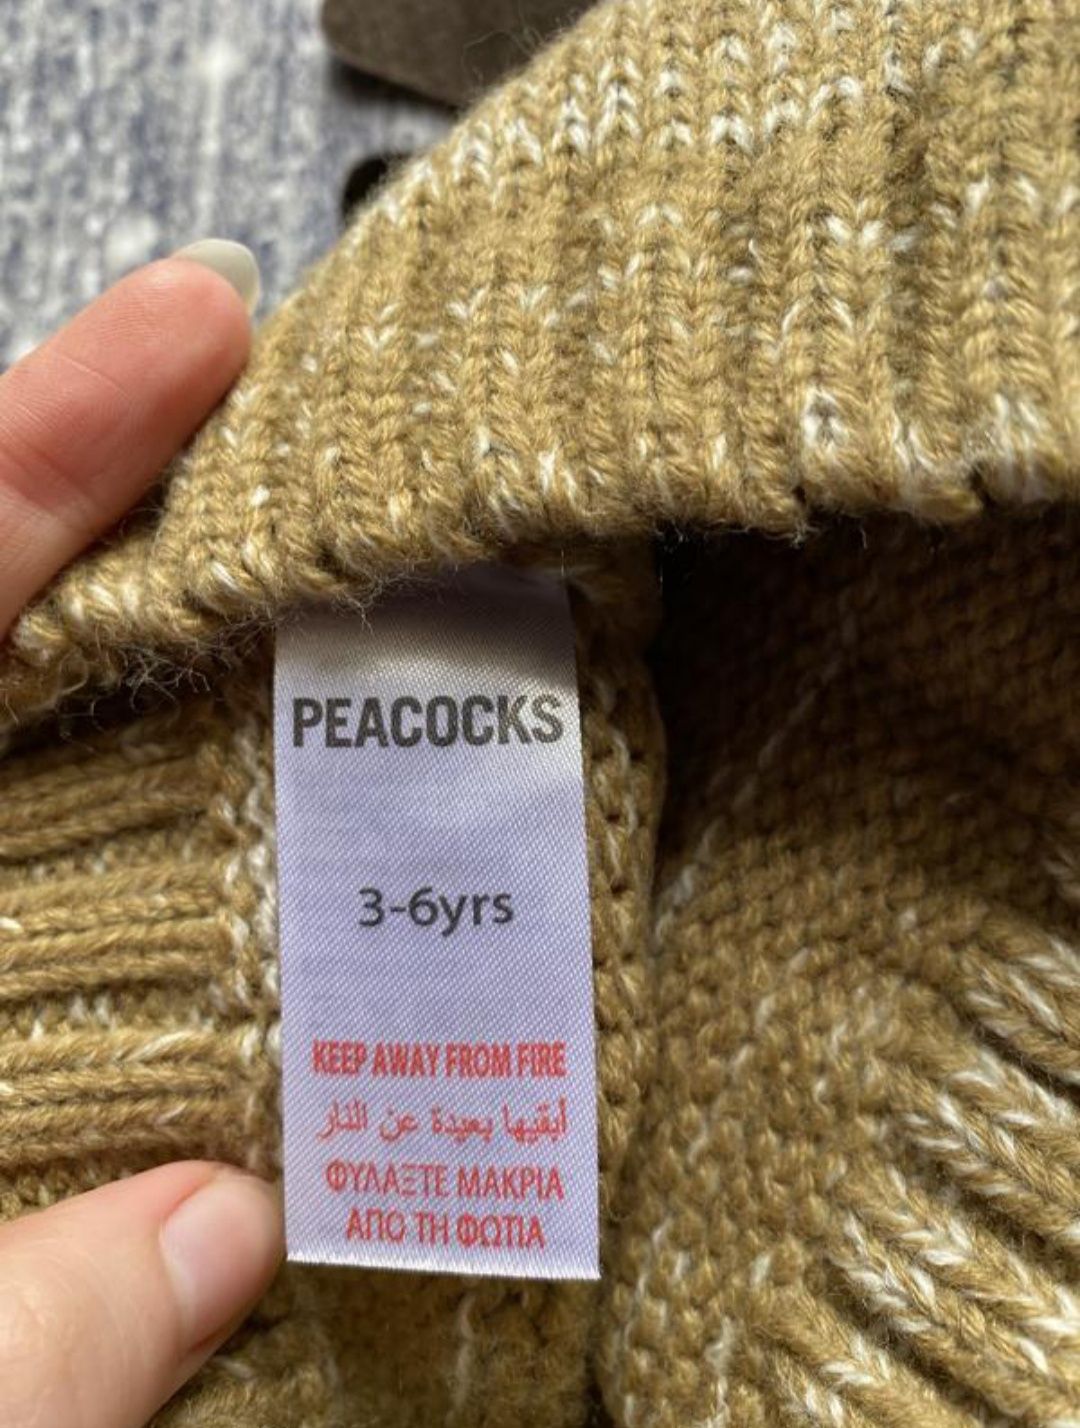 PEACOCKS
3-6yrs
KEEP AWAY FROM FIRE
أبقيها بعيدة عن النار
ΦΥΛΑΞΤΕ ΜΑΚΡΙΑ
ΑΠΟ ΤΗ ΦΩΤΙΑ